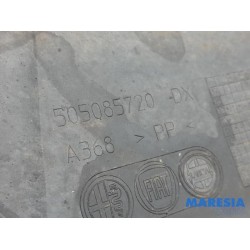 505085720 DX
A368 > PP <
FIAT
MARESIA